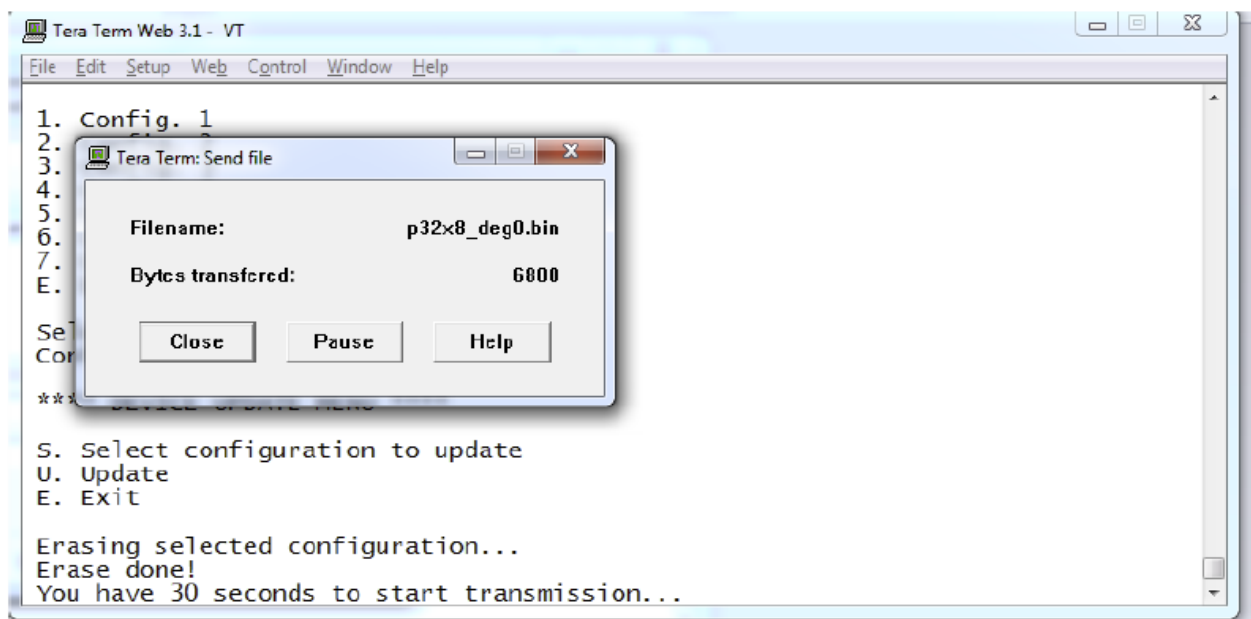 Tera Term Web 3.1 - VT
File Edit Setup Web Control Window Help
1. Config. 1
2.
3.
4.
5.
6.
7.
E.
Tera Term: Send file
Filename: p32x8_deg0.bin
Bytes transfered: 6800
Close Pause Help
S. Select configuration to update
U. Update
E. Exit
Erasing selected configuration...
Erase done!
You have 30 seconds to start transmission...